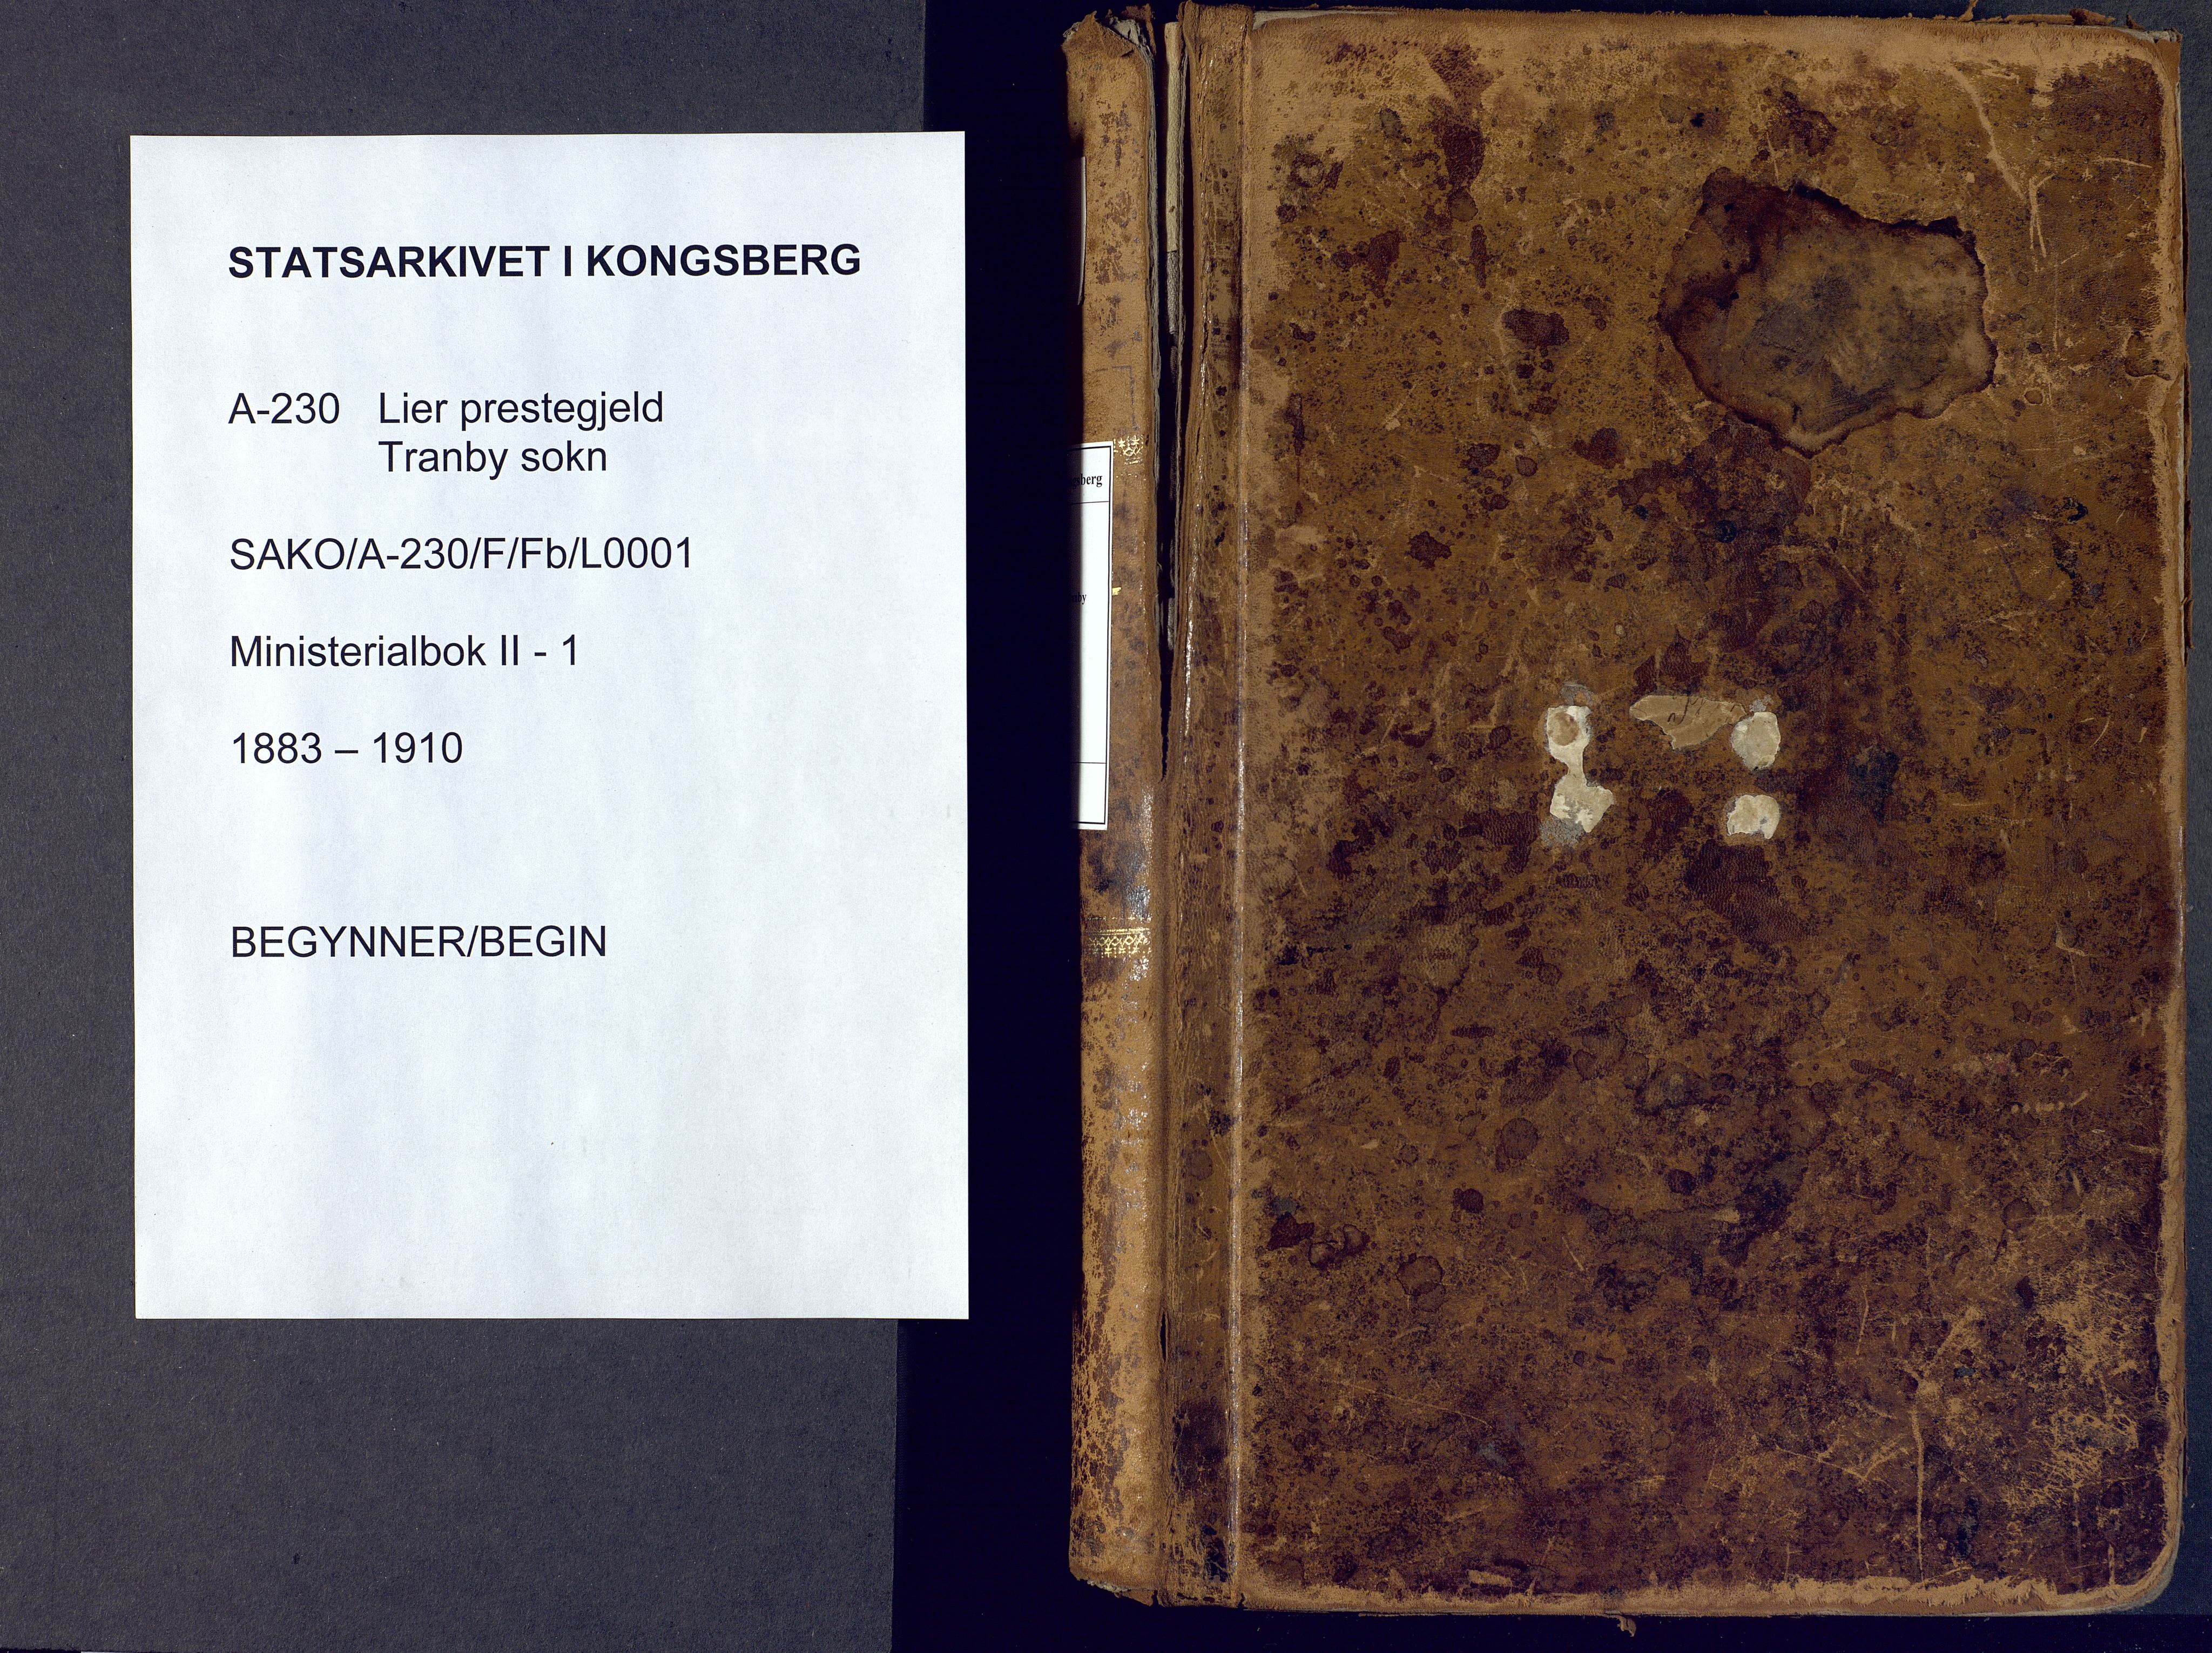 STATSARKIVET I KONGSBERG
A-230 Lier prestegjeld
Tranby sokn
SAKO/A-230/F/Fb/L0001
Ministerialbok II - 1
1883 – 1910
BEGYNNER/BEGIN